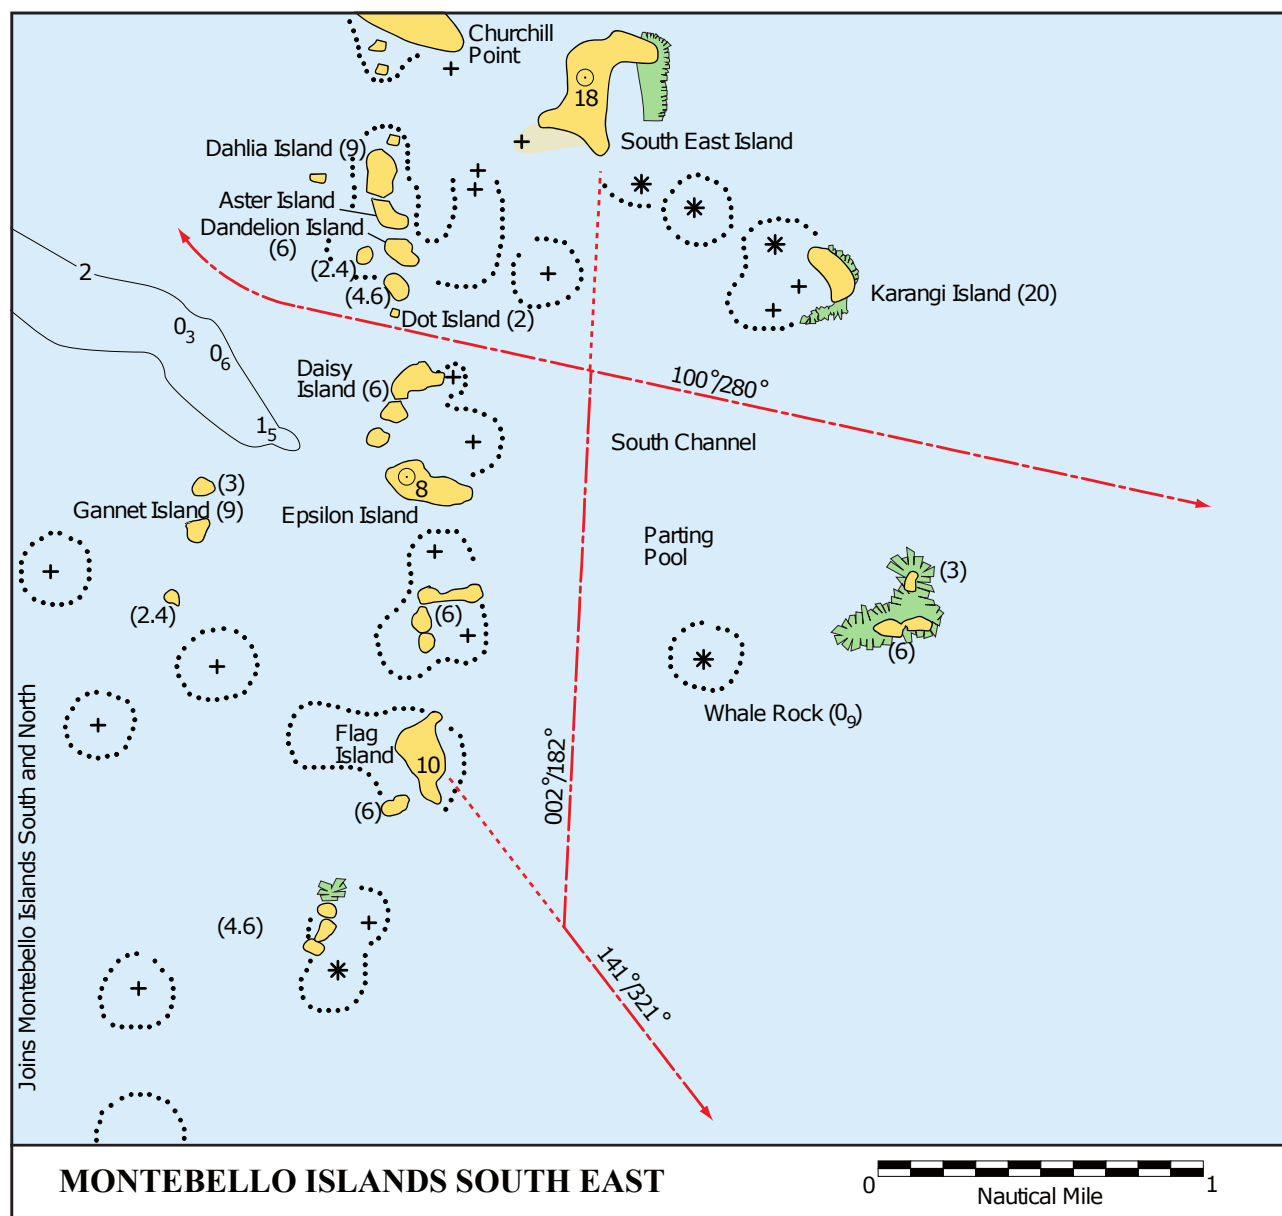 Churchill
Point
18
South East Island
Dahlia Island (9)
Aster Island
Dandelion Island
(6)
(2.4)
(4.6)
Dot Island (2)
Karangi Island (20)
2
0₃
0₆
1₅
Daisy
Island (6)
100°/280°
South Channel
8
Epsilon Island
(3)
Gannet Island (9)
(2.4)
Parting
Pool
(3)
(6)
(6)
Whale Rock (0₉)
Flag
Island
10
(6)
002°/182°
(4.6)
141°/321°
Joins Montebello Islands South and North
MONTEBELLO ISLANDS SOUTH EAST
0
1
Nautical Mile